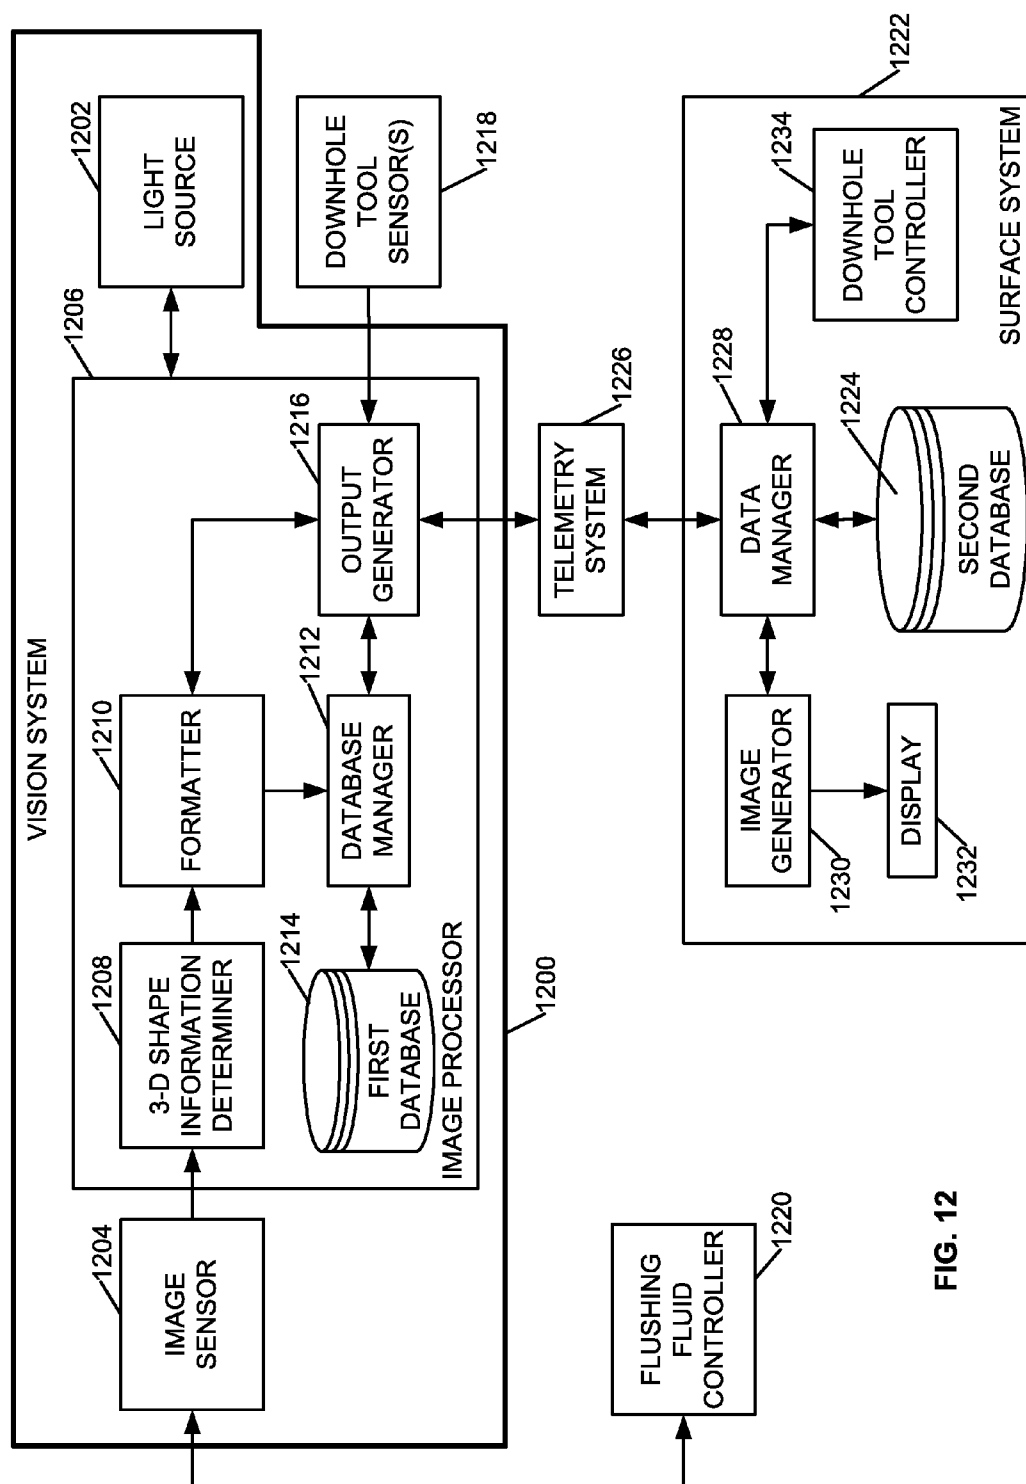 VISION SYSTEM
1204
IMAGE
SENSOR
1208
3-D SHAPE
INFORMATION
DETERMINER
1210
FORMATTER
1206
1202
LIGHT
SOURCE
1214
FIRST
DATABASE
1212
DATABASE
MANAGER
1216
OUTPUT
GENERATOR
DOWNHOLE
TOOL
SENSOR(S)
1218
IMAGE PROCESSOR
1200
1226
TELEMETRY
SYSTEM
FLUSHING
FLUID
CONTROLLER
1220
IMAGE
GENERATOR
1230
1228
DATA
MANAGER
1234
DOWNHOLE
TOOL
CONTROLLER
1222
DISPLAY
1232
1224
SECOND
DATABASE
SURFACE SYSTEM
FIG. 12